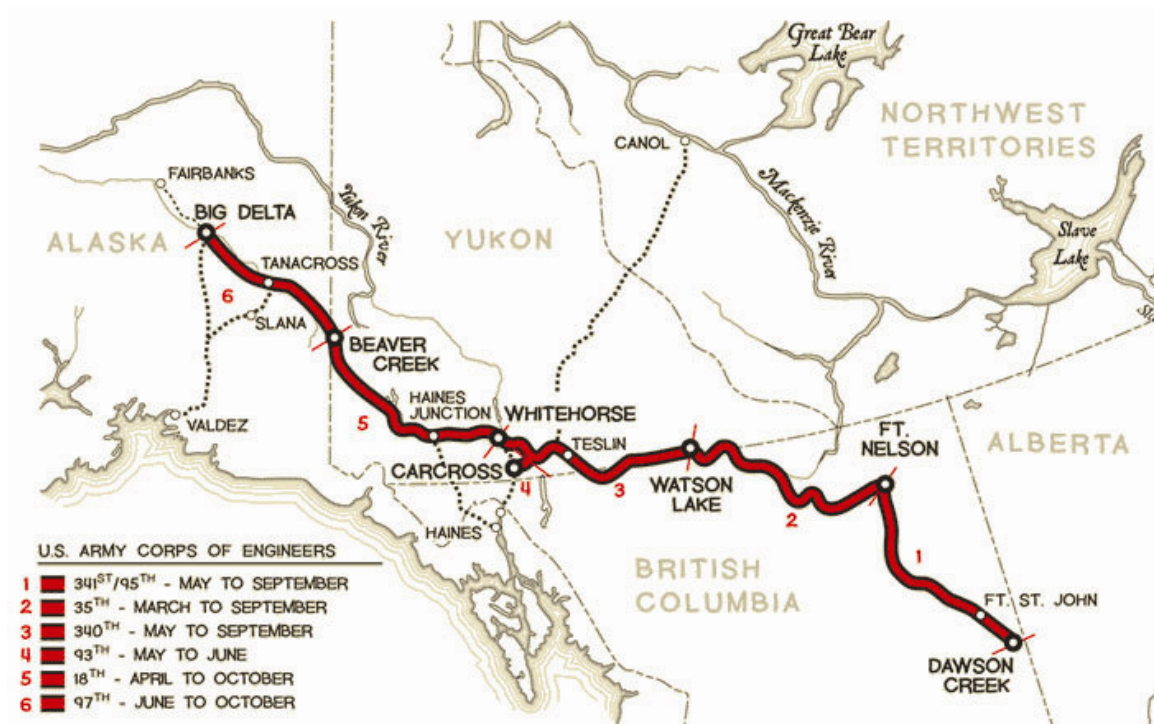 Great Bear
Lake
NORTHWEST
TERRITORIES
CANOL
Mackenzie River
Slave
Lake
FAIRBANKS
Yukon River
BIG DELTA
ALASKA
YUKON
TANACROSS
6
SLANA
BEAVER
CREEK
HAINES
JUNCTION
WHITEHORSE
VALDEZ
5
TESLIN
FT.
NELSON
ALBERTA
CARCROSS
4
3
WATSON
LAKE
2
HAINES
1
BRITISH
COLUMBIA
FT. ST. JOHN
DAWSON
CREEK
U.S. ARMY CORPS OF ENGINEERS
1 341ST/95TH - MAY TO SEPTEMBER
2 35TH - MARCH TO SEPTEMBER
3 340TH - MAY TO SEPTEMBER
4 93TH - MAY TO JUNE
5 18TH - APRIL TO OCTOBER
6 97TH - JUNE TO OCTOBER